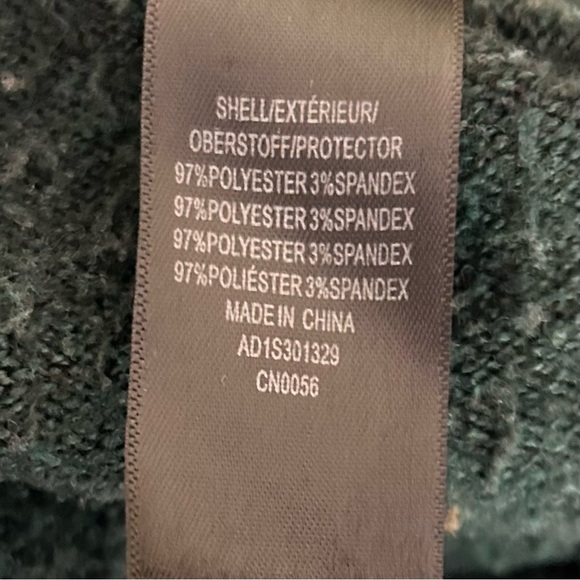 SHELL/EXTÉRIEUR/
OBERSTOFF/PROTECTOR
97%POLYESTER 3%SPANDEX
97%POLYESTER 3%SPANDEX
97%POLYESTER 3%SPANDEX
97%POLIÉSTER 3%SPANDEX
MADE IN CHINA
AD1S301329
CN0056